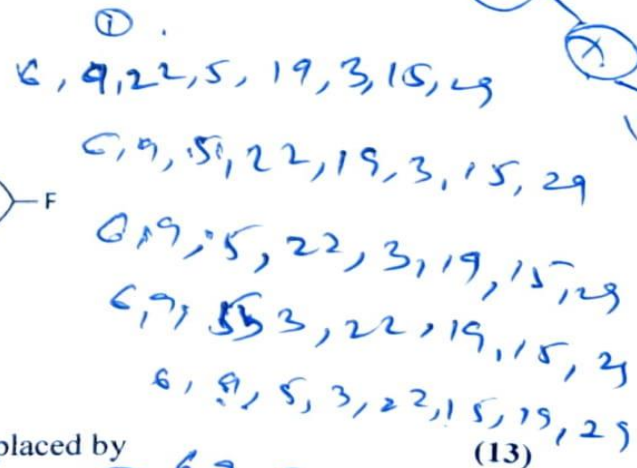 ①
6, 9, 22, 5, 19, 3, 15, 29
6, 9, 5, 22, 19, 3, 15, 29
F
6, 9, 5, 22, 3, 19, 15, 29
6, 9, 3, 22, 19, 15, 29
6, 9, 5, 3, 22, 15, 19, 29
placed by
(13)